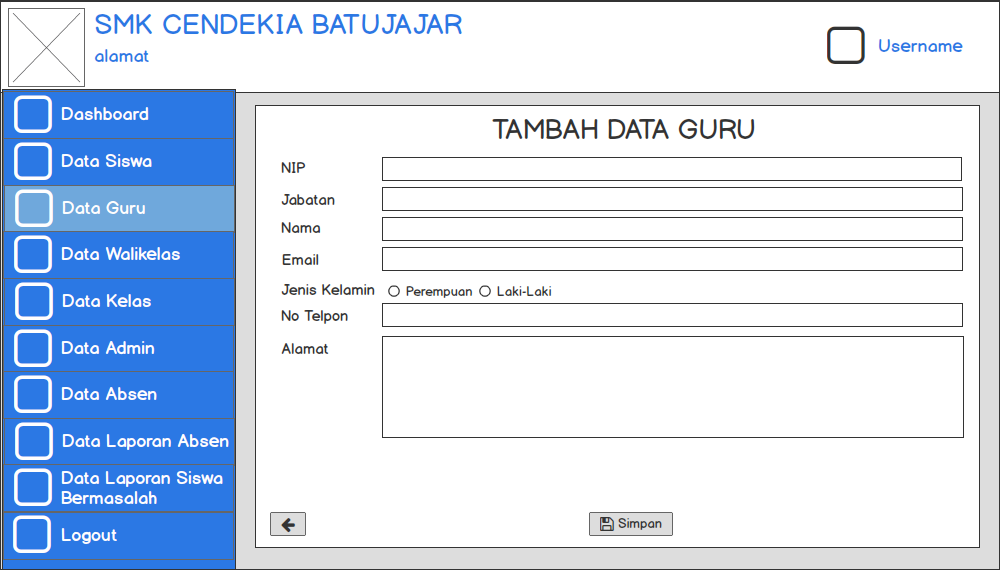 SMK CENDEKIA BATUJAJAR
alamat
Username
Dashboard
Data Siswa
Data Guru
Data Walikelas
Data Kelas
Data Admin
Data Absen
Data Laporan Absen
Data Laporan Siswa
Bermasalah
Logout
TAMBAH DATA GURU
NIP
Jabatan
Nama
Email
Jenis Kelamin Perempuan Laki-Laki
No Telpon
Alamat
Simpan